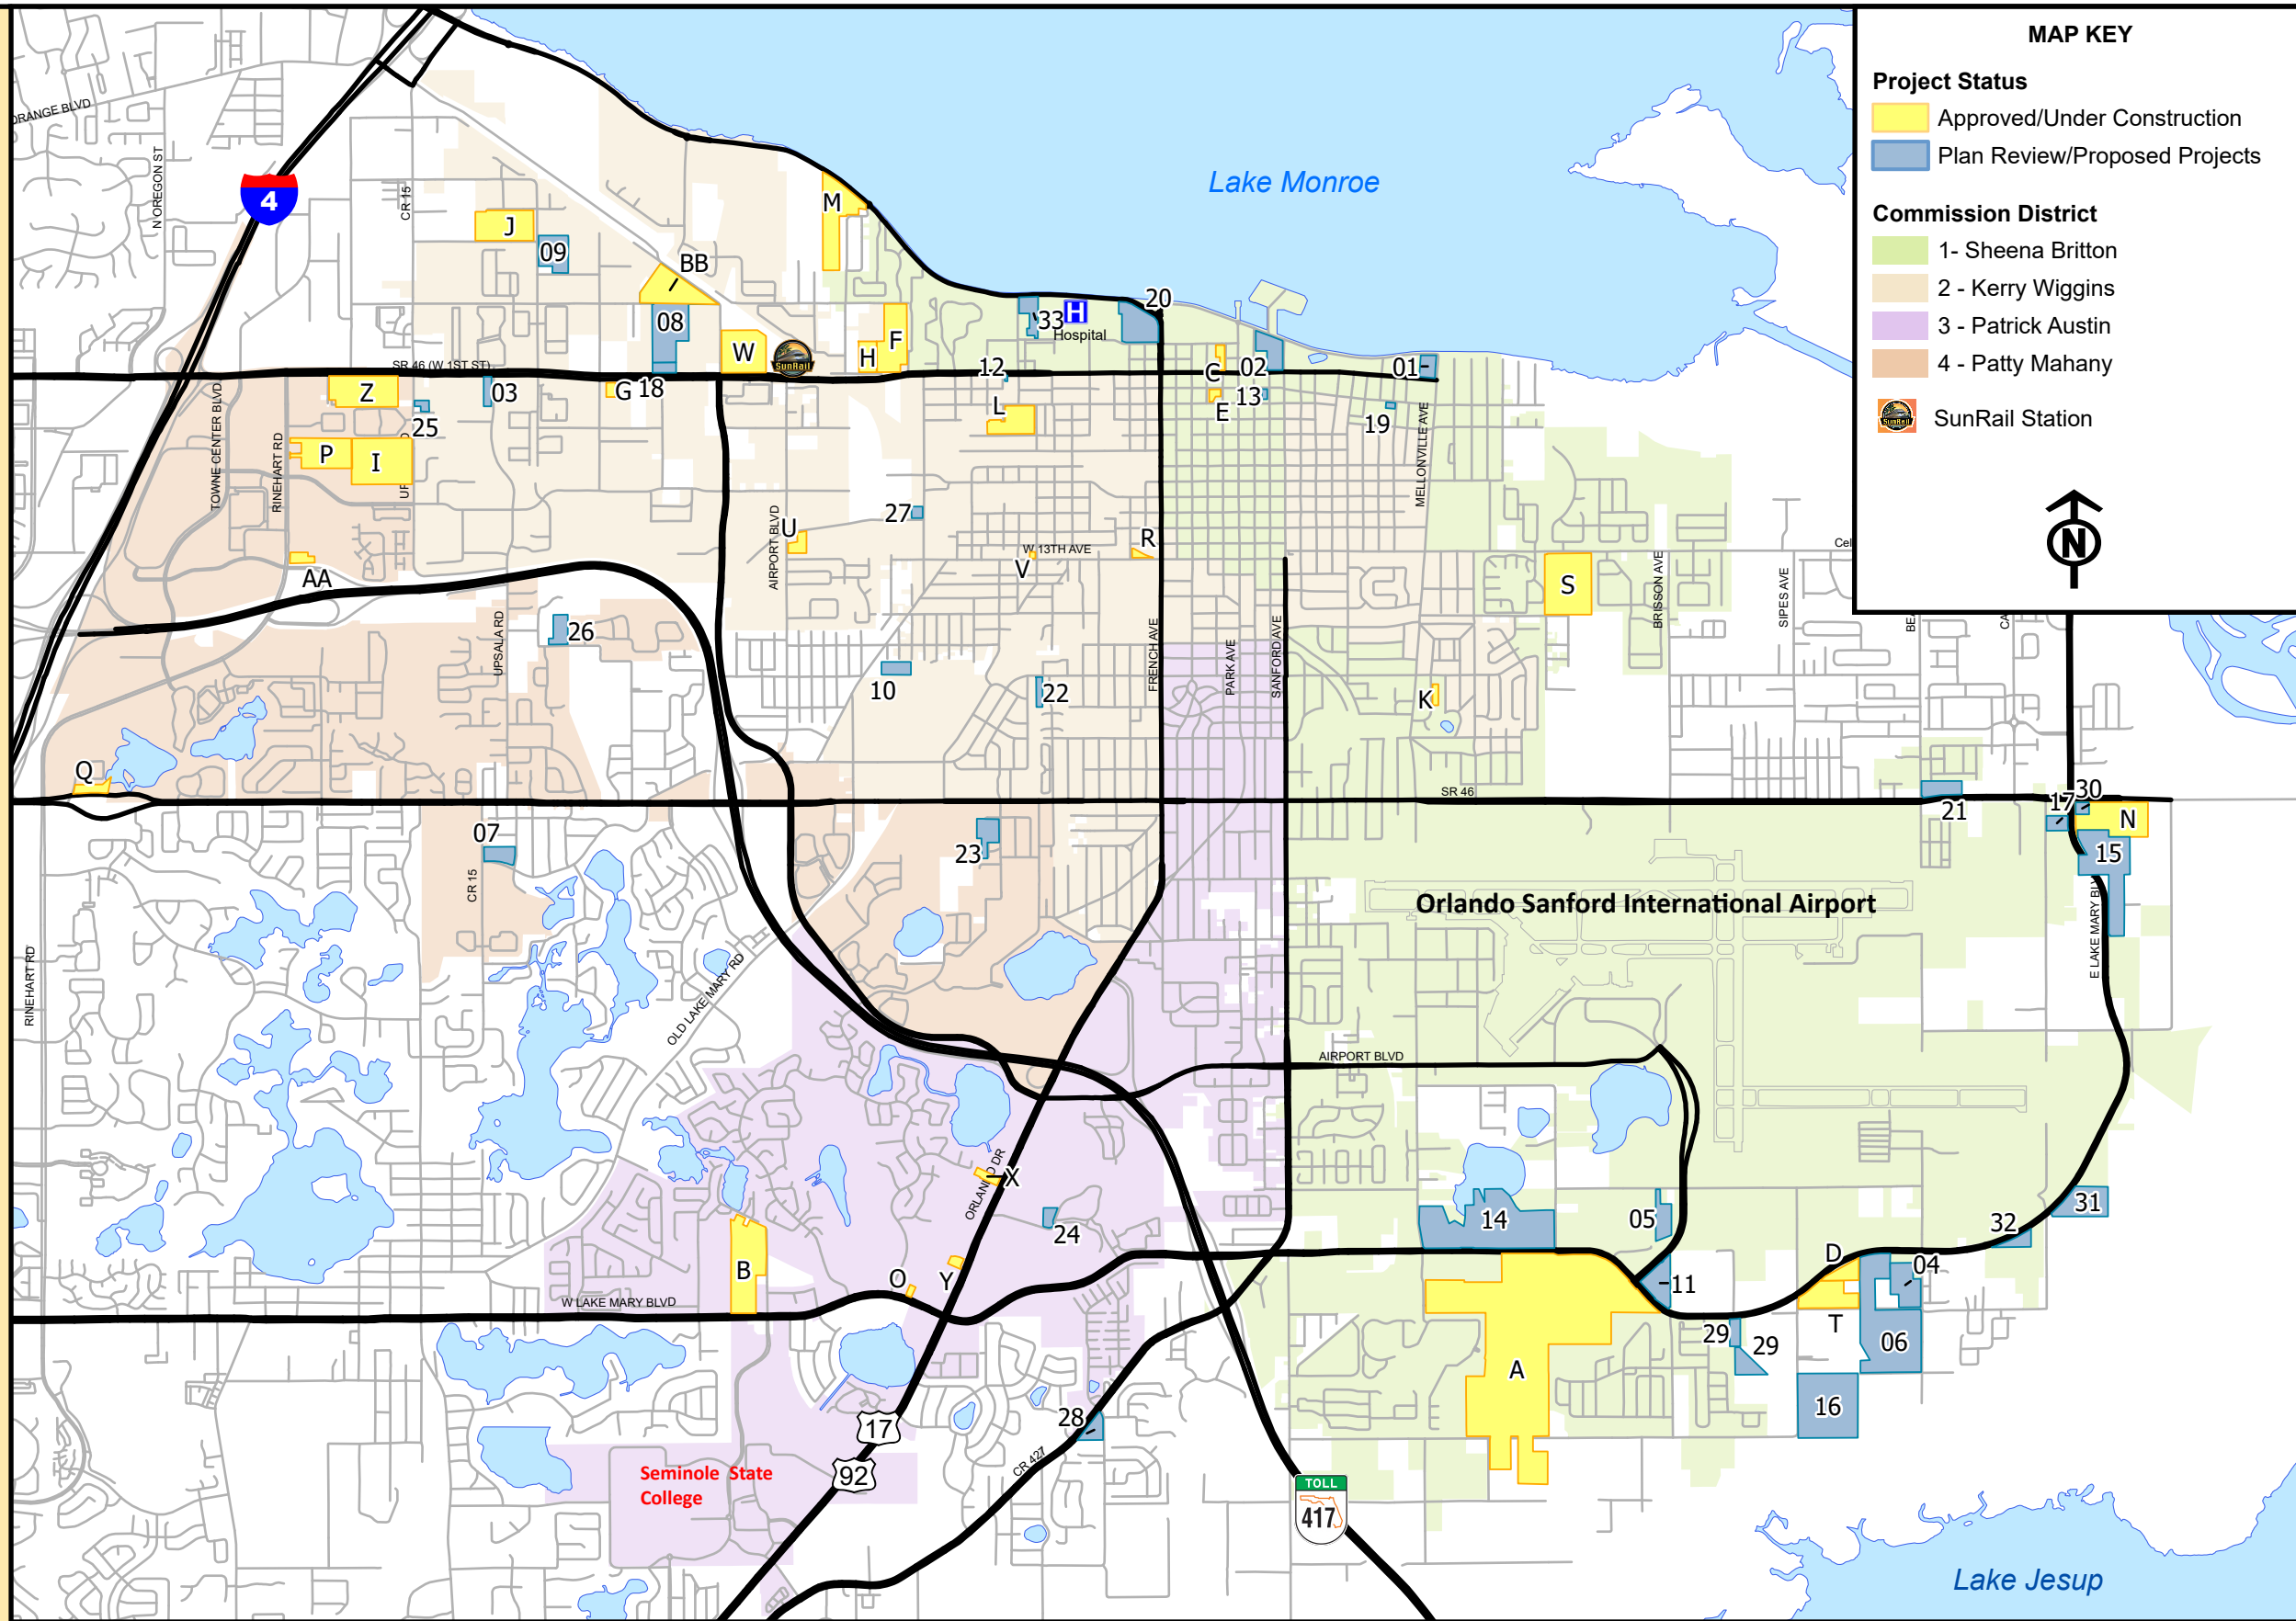 MAP KEY
Project Status
Approved/Under Construction
Plan Review/Proposed Projects
Commission District
1- Sheena Britton
2 - Kerry Wiggins
3 - Patrick Austin
4 - Patty Mahany
SunRail Station
N
Lake Monroe
ORANGE BLVD
N OREGON ST
4
CR 15
J
09
BB
M
08
W
SunRail
H
F
33
H
Hospital
20
SR 46 (W 1ST ST)
Z
03
25
G
18
12
L
C
02
E
13
01
19
TOWNE CENTER BLVD
RINEHART RD
P
I
MELLONVILLE AVE
AIRPORT BLVD
U
27
W 13TH AVE
V
R
AA
S
BRISSON AVE
SIPES AVE
UPSALA RD
26
10
22
FRENCH AVE
PARK AVE
SANFORD AVE
K
Q
SR 46
21
17
30
N
15
07
CR 15
23
Orlando Sanford International Airport
E LAKE MARY BLV
RINEHART RD
OLD LAKE MARY RD
AIRPORT BLVD
ORLANDO DR
X
24
14
05
31
32
B
O
Y
W LAKE MARY BLVD
11
D
04
T
06
29
29
A
16
28
17
92
CR 427
Seminole State
College
TOLL
417
Lake Jesup